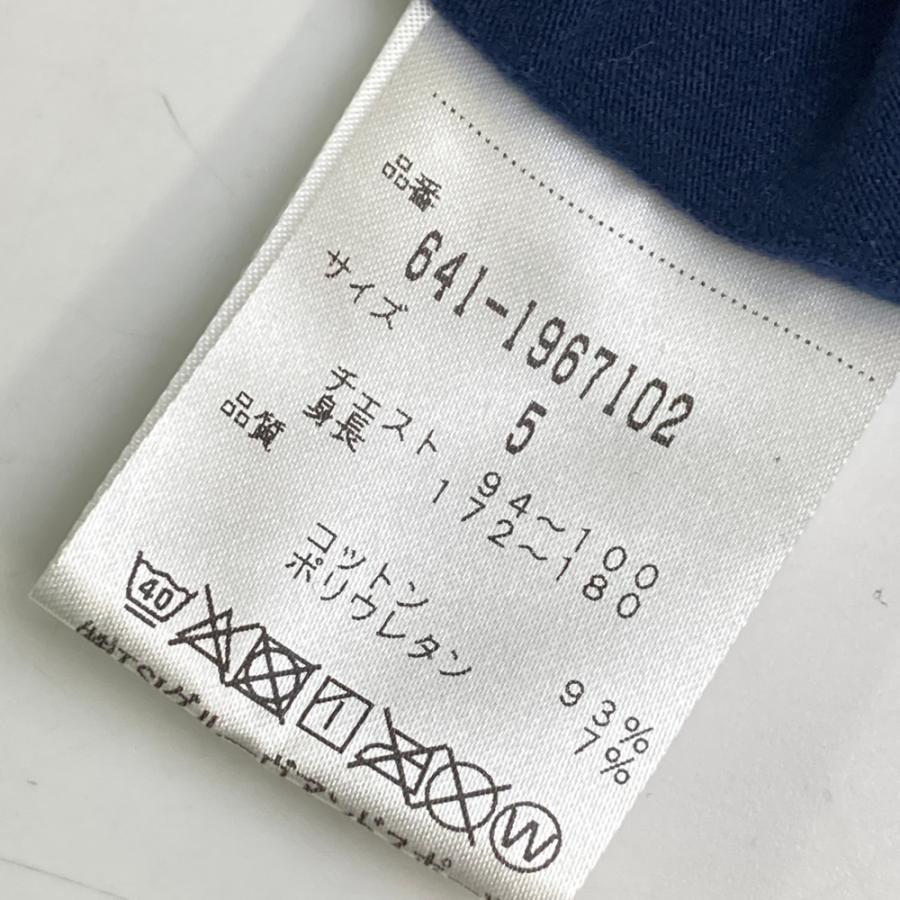 品番
641-1967102
サイズ 5
チェスト 94～100
身長 172～180
品質
コットン 93%
ポリウレタン 7%
40
W